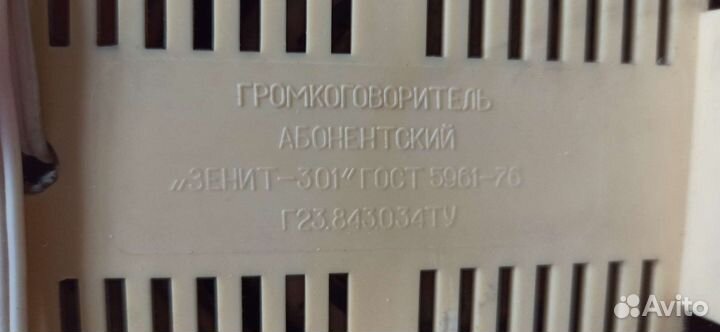 ГРОМКОГОВОРИТЕЛЬ
АБОНЕНТСКИЙ
„ЗЕНИТ-301" ГОСТ 5961-76
Г23.843034ТУ
Avito